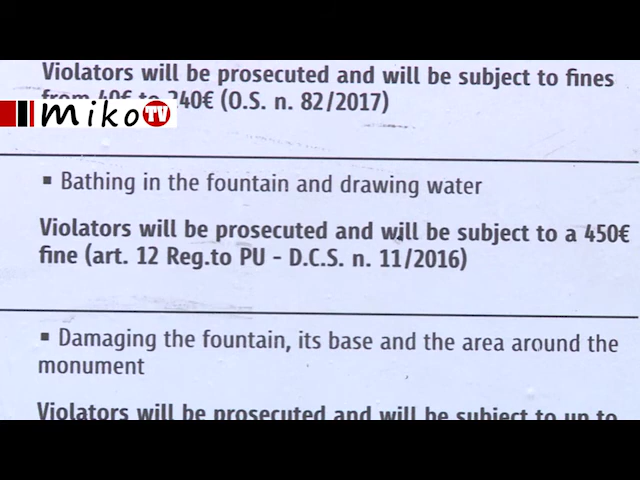 Violators will be prosecuted and will be subject to fines
from 40€ to 240€ (O.S. n. 82/2017)
miko TV
▪ Bathing in the fountain and drawing water
Violators will be prosecuted and will be subject to a 450€
fine (art. 12 Reg.to PU - D.C.S. n. 11/2016)
▪ Damaging the fountain, its base and the area around the
monument
Violators will be prosecuted and will be subject to up to